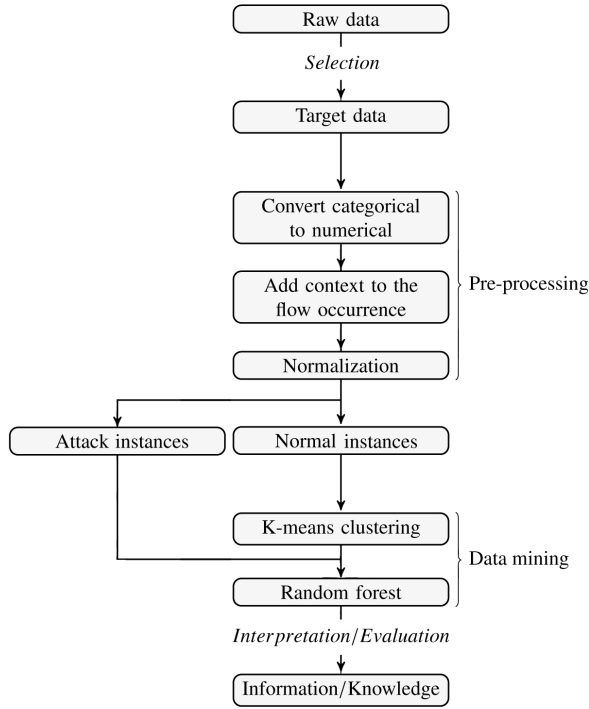 Raw data
Selection
Target data
Convert categorical
to numerical
Add context to the
flow occurrence
Pre-processing
Normalization
Attack instances
Normal instances
K-means clustering
Data mining
Random forest
Interpretation/Evaluation
Information/Knowledge